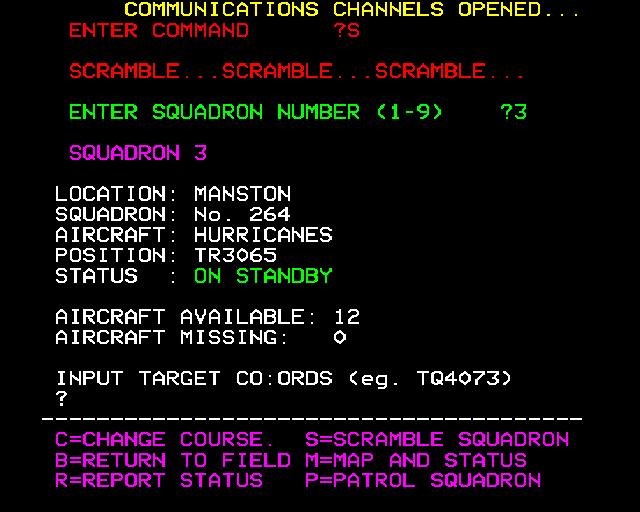 COMMUNICATIONS CHANNELS OPENED...
ENTER COMMAND ?S
SCRAMBLE...SCRAMBLE...SCRAMBLE...
ENTER SQUADRON NUMBER (1-9) ?3
SQUADRON 3
LOCATION: MANSTON
SQUADRON: No. 264
AIRCRAFT: HURRICANES
POSITION: TR3065
STATUS : ON STANDBY
AIRCRAFT AVAILABLE: 12
AIRCRAFT MISSING: 0
INPUT TARGET CO:ORDS (eg. TQ4073)
?
C=CHANGE COURSE. S=SCRAMBLE SQUADRON
B=RETURN TO FIELD M=MAP AND STATUS
R=REPORT STATUS P=PATROL SQUADRON